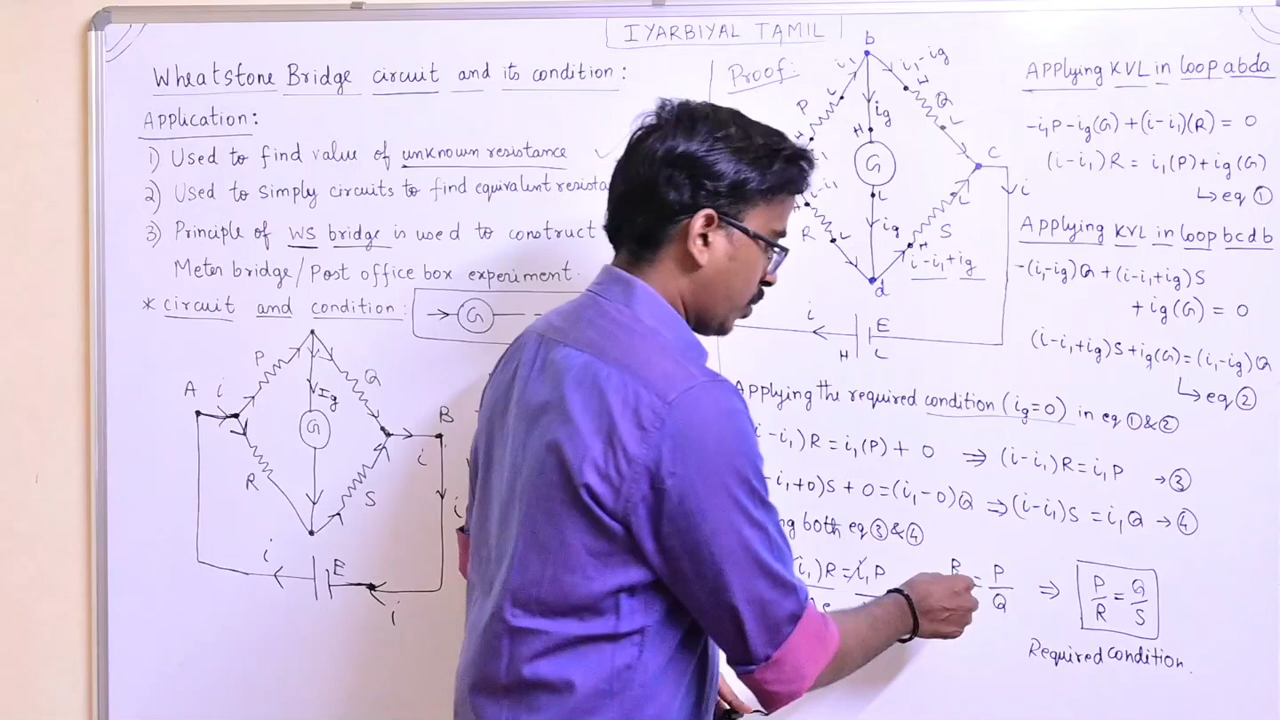 IYARBIYAL TAMIL
Wheatstone Bridge circuit and its condition:
Application:
1) Used to find value of unknown resistance
2) Used to simply circuits to find equivalent
3) Principle of WS bridge is used to construct
Meter bridge/Post office box experiment.
* circuit and condition:
G
P
Q
A
i
Ig
G
B
i
R
S
i
i
E
i
Proof:
b
i1
i1-ig
P
H
L
Q
L
ig
H
H
i1
G
C
i
i-i1
H
L
L
R
L
ig
S
H
i-i1+ig
d
i
E
H
L
Applying KVL in loop abda
-i1P-ig(G)+(i-i1)(R) = 0
(i-i1)R = i1(P)+ig(G)
↳eq ①
Applying KVL in loop bcdb
-(i1-ig)Q+(i-i1+ig)S
+ig(G) = 0
(i-i1+ig)S+ig(G)=(i1-ig)Q
↳eq ②
Applying the required condition (ig=0) in eq ①&②
-i1)R = i1(P)+0 ⇒ (i-i1)R=i1P →③
-i1+0)S+0=(i1-0)Q ⇒(i-i1)S = i1Q →④
both eq ③&④
i1)R = i1P
R = P/Q ⇒ P/R = Q/S
Required condition.